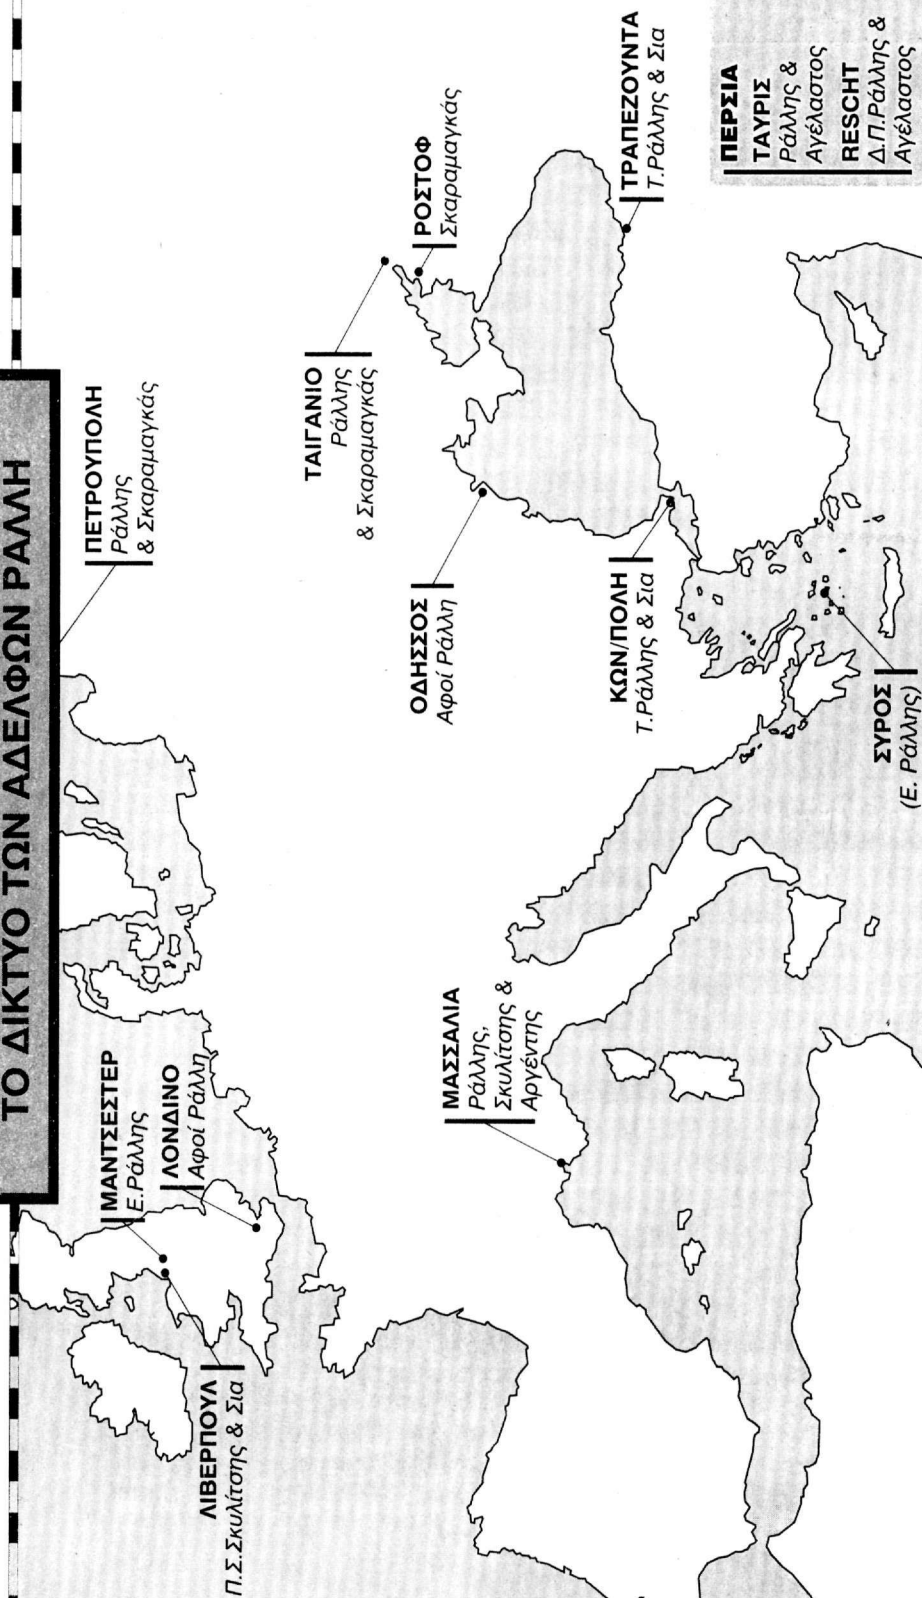 ΤΟ ΔΙΚΤΥΟ ΤΩΝ ΑΔΕΛΦΩΝ ΡΑΛΛΗ
ΠΕΤΡΟΥΠΟΛΗ
Ράλλης
& Σκαραμαγκάς
ΜΑΝΤΣΕΣΤΕΡ
Ε.Ράλλης
ΛΟΝΔΙΝΟ
Αφοί Ράλλη
ΛΙΒΕΡΠΟΥΛ
Π.Σ.Σκυλίτσης & Σια
ΤΑΙΓΑΝΙΟ
Ράλλης
& Σκαραμαγκάς
ΡΟΣΤΟΦ
Σκαραμαγκάς
ΟΔΗΣΣΟΣ
Αφοί Ράλλη
ΜΑΣΣΑΛΙΑ
Ράλλης,
Σκυλίτσης &
Αργέντης
ΚΩΝ/ΠΟΛΗ
Τ.Ράλλης & Σια
ΤΡΑΠΕΖΟΥΝΤΑ
Τ.Ράλλης & Σια
ΣΥΡΟΣ
(Ε. Ράλλης)
ΠΕΡΣΙΑ
ΤΑΥΡΙΣ
Ράλλης &
Αγέλαστος
RESCHT
Δ.Π.Ράλλης &
Αγέλαστος